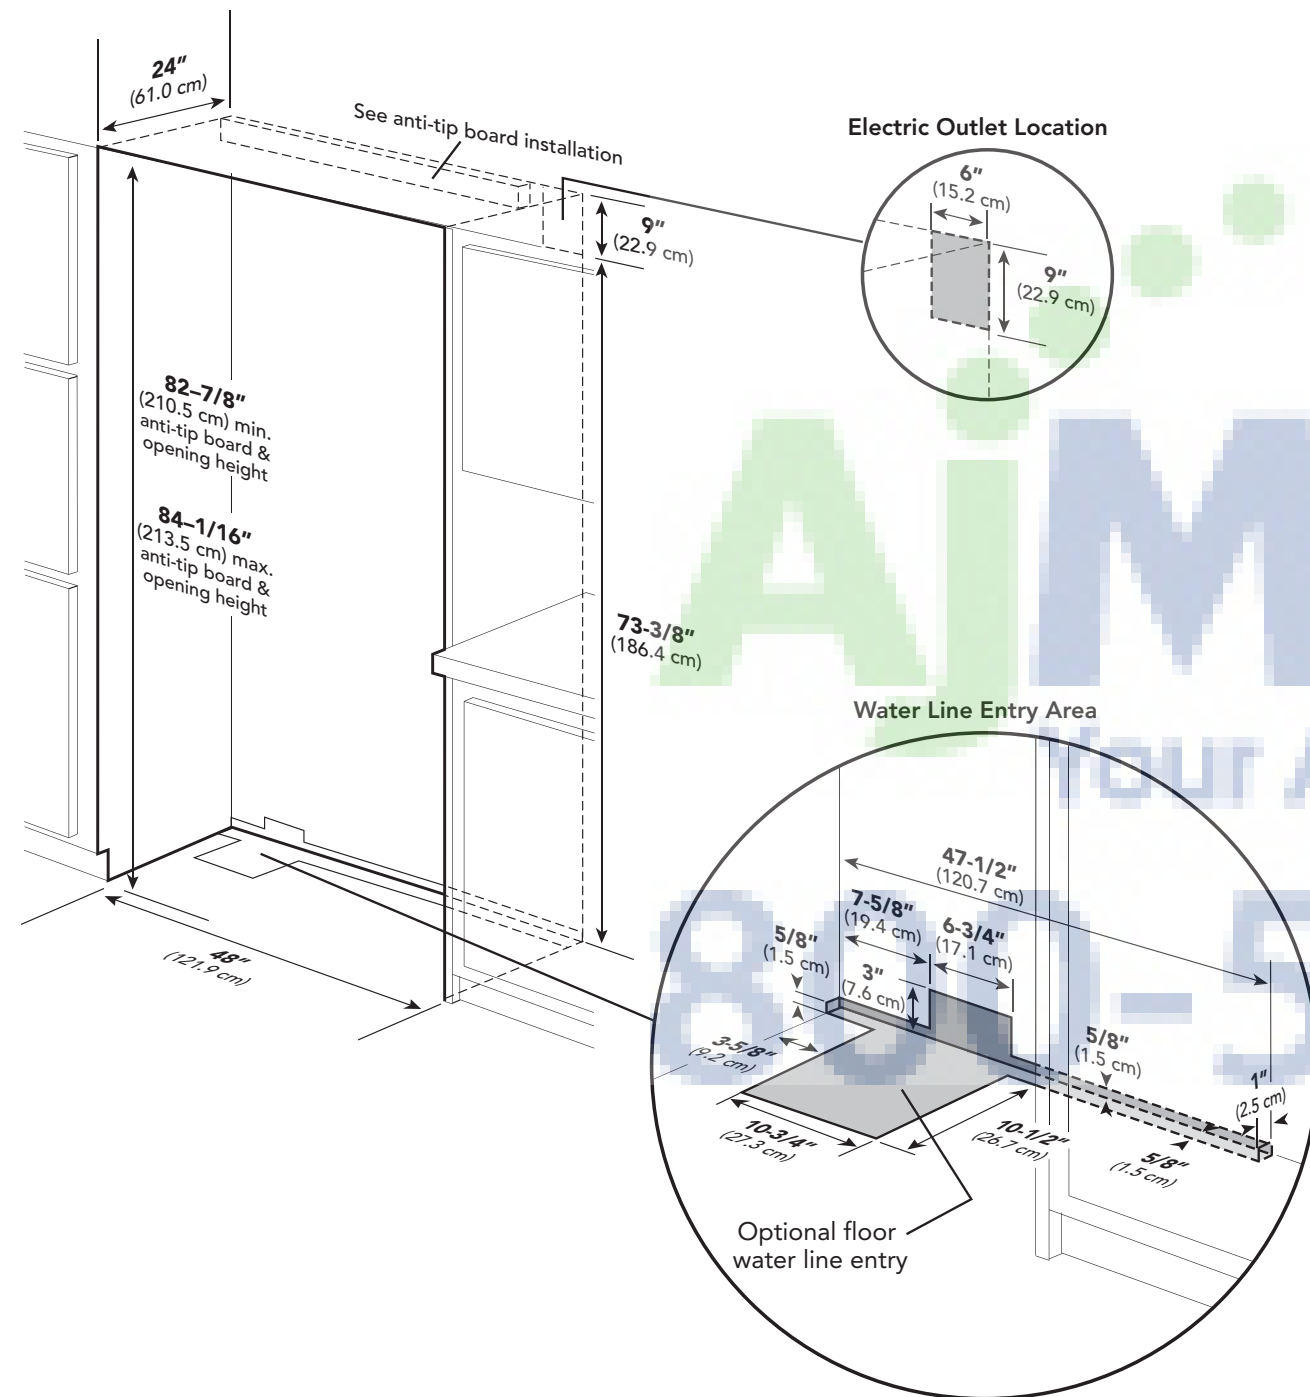 24"
(61.0 cm)
See anti-tip board installation
9"
(22.9 cm)
Electric Outlet Location
6"
(15.2 cm)
9"
(22.9 cm)
82–7/8"
(210.5 cm) min.
anti-tip board &
opening height
84–1/16"
(213.5 cm) max.
anti-tip board &
opening height
73-3/8"
(186.4 cm)
48"
(121.9 cm)
Water Line Entry Area
47-1/2"
(120.7 cm)
7-5/8"
(19.4 cm)
6-3/4"
(17.1 cm)
5/8"
(1.5 cm)
3"
(7.6 cm)
3-5/8"
(9.2 cm)
5/8"
(1.5 cm)
1"
(2.5 cm)
10-3/4"
(27.3 cm)
10-1/2"
(26.7 cm)
5/8"
(1.5 cm)
Optional floor
water line entry
AjM
Your
800-5